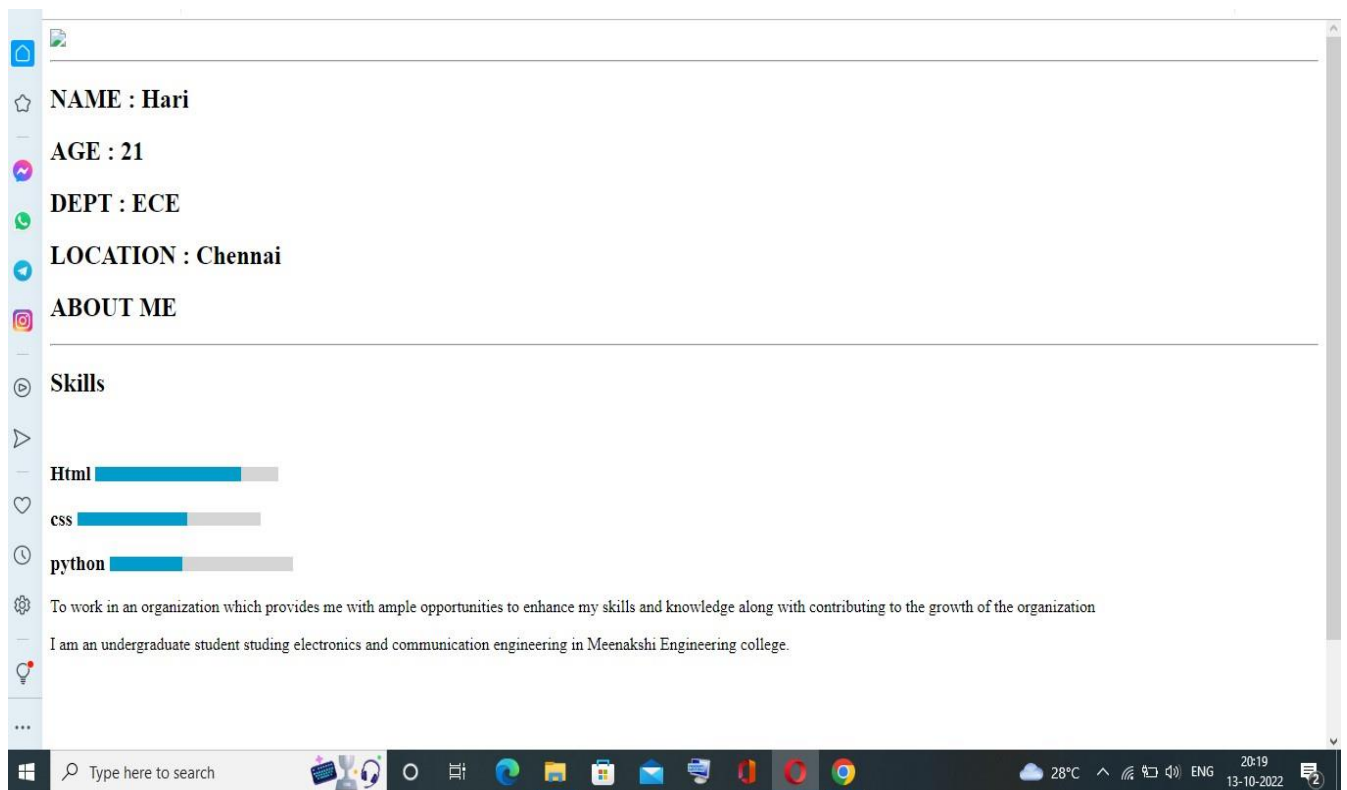 NAME : Hari
AGE : 21
DEPT : ECE
LOCATION : Chennai
ABOUT ME
Skills
Html
css
python
To work in an organization which provides me with ample opportunities to enhance my skills and knowledge along with contributing to the growth of the organization
I am an undergraduate student studing electronics and communication engineering in Meenakshi Engineering college.
Type here to search
28°C
ENG
20:19
13-10-2022
2